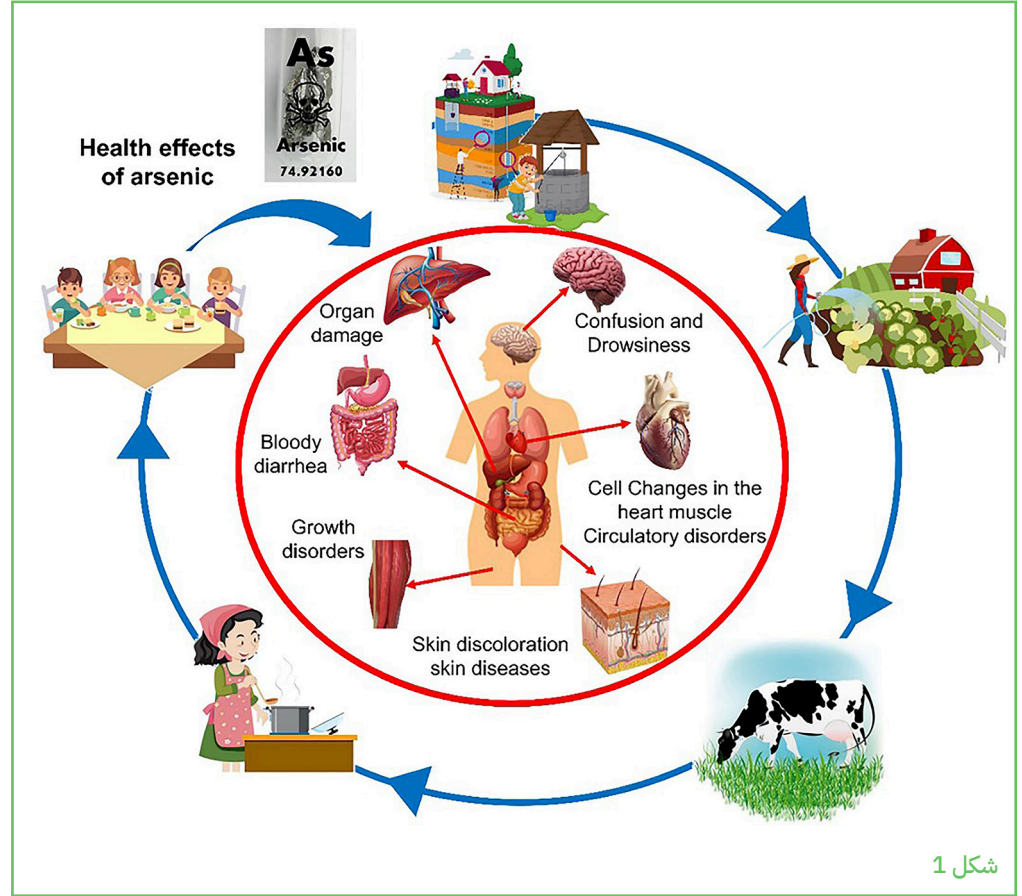 Health effects
of arsenic
As
Arsenic
74.92160
Organ
damage
Confusion and
Drowsiness
Bloody
diarrhea
Cell Changes in the
heart muscle
Circulatory disorders
Growth
disorders
Skin discoloration
skin diseases
شكل 1